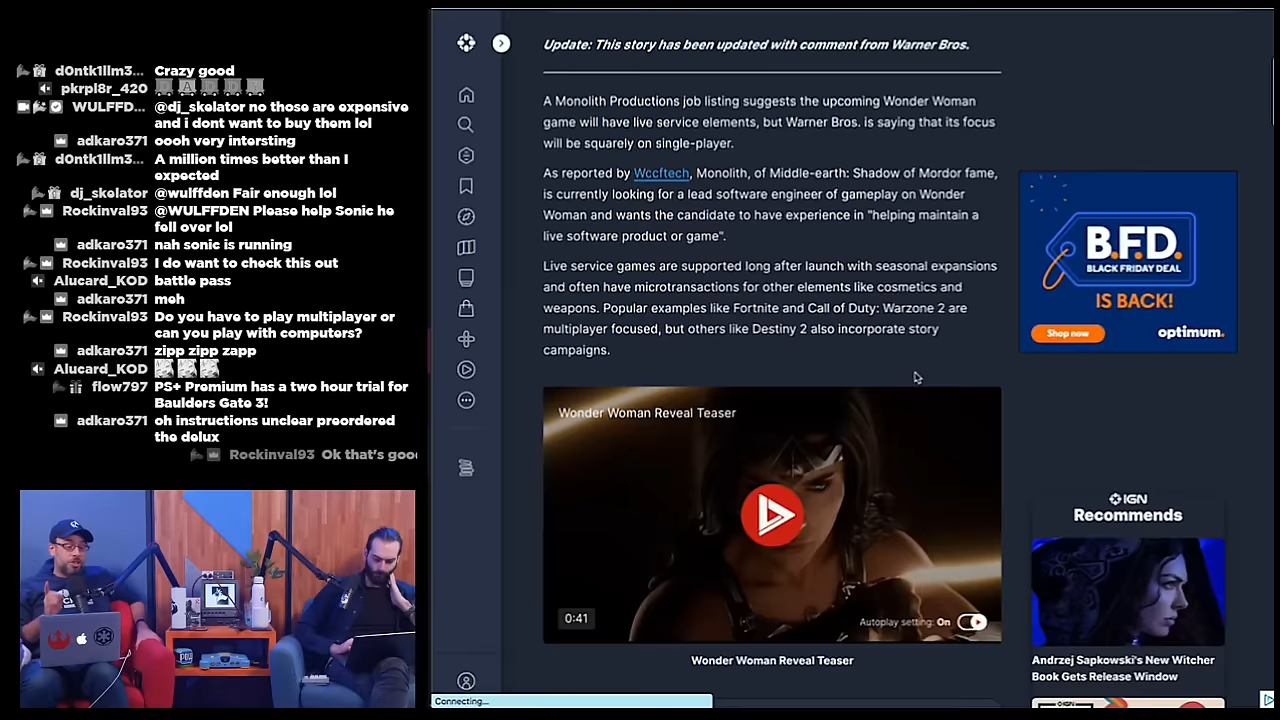 d0ntk1llm3... Crazy good
pkrpl8r_420
WULFFD... @dj_skelator no those are expensive
and i dont want to buy them lol
adkaro371 oooh very intersting
d0ntk1llm3... A million times better than I
expected
dj_skelator @wulffden Fair enough lol
Rockinval93 @WULFFDEN Please help Sonic he
fell over lol
adkaro371 nah sonic is running
Rockinval93 I do want to check this out
Alucard_KOD battle pass
adkaro371 meh
Rockinval93 Do you have to play multiplayer or
can you play with computers?
adkaro371 zipp zipp zapp
Alucard_KOD
flow797 PS+ Premium has a two hour trial for
Baulders Gate 3!
adkaro371 oh instructions unclear preordered
the delux
Rockinval93 Ok that's good
Update: This story has been updated with comment from Warner Bros.
A Monolith Productions job listing suggests the upcoming Wonder Woman
game will have live service elements, but Warner Bros. is saying that its focus
will be squarely on single-player.
As reported by Wccftech, Monolith, of Middle-earth: Shadow of Mordor fame,
is currently looking for a lead software engineer of gameplay on Wonder
Woman and wants the candidate to have experience in "helping maintain a
live software product or game".
Live service games are supported long after launch with seasonal expansions
and often have microtransactions for other elements like cosmetics and
weapons. Popular examples like Fortnite and Call of Duty: Warzone 2 are
multiplayer focused, but others like Destiny 2 also incorporate story
campaigns.
Wonder Woman Reveal Teaser
0:41
Autoplay setting: On
Wonder Woman Reveal Teaser
Connecting...
B.F.D.
BLACK FRIDAY DEAL
IS BACK!
Shop now
optimum.
IGN
Recommends
Andrzej Sapkowski's New Witcher
Book Gets Release Window
IGN